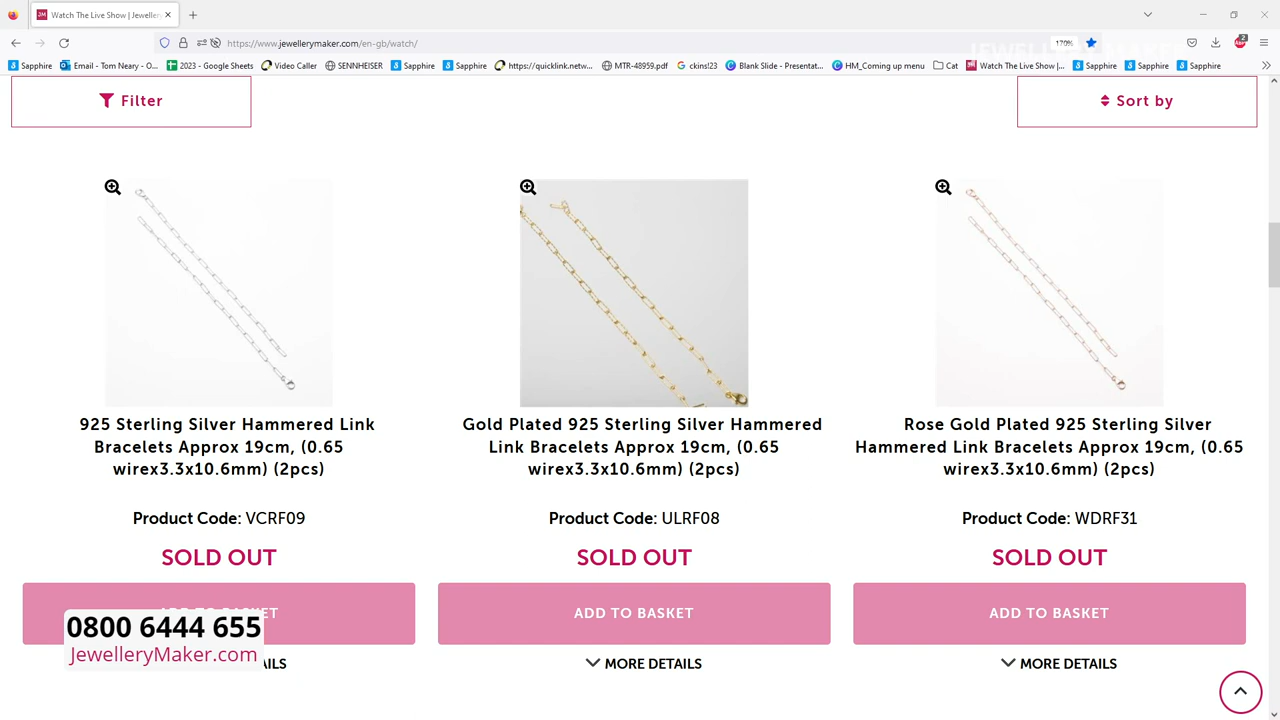 Watch The Live Show | Jeweller
https://www.jewellerymaker.com
gb/watch/
170%
JEWELLERYMAKER
2
Sapphire
Email - Tom Neary - O...
2023 - Google Sheets
Video Caller
SENNHEISER
Sapphire
Sapphire
https://quicklink.netw...
MTR-48959.pdf
ckins!23
Blank Slide - Presentat...
HM_Coming up menu
Cat
Watch The Live Show |...
Sapphire
Sapphire
Sapphire
Filter
Sort by
925 Sterling Silver Hammered Link
Bracelets Approx 19cm, (0.65
wirex3.3x10.6mm) (2pcs)
Product Code: VCRF09
SOLD OUT
Gold Plated 925 Sterling Silver Hammered
Link Bracelets Approx 19cm, (0.65
wirex3.3x10.6mm) (2pcs)
Product Code: ULRF08
SOLD OUT
ADD TO BASKET
MORE DETAILS
Rose Gold Plated 925 Sterling Silver
Hammered Link Bracelets Approx 19cm, (0.65
wirex3.3x10.6mm) (2pcs)
Product Code: WDRF31
SOLD OUT
ADD TO BASKET
MORE DETAILS
0800 6444 655
JewelleryMaker.com